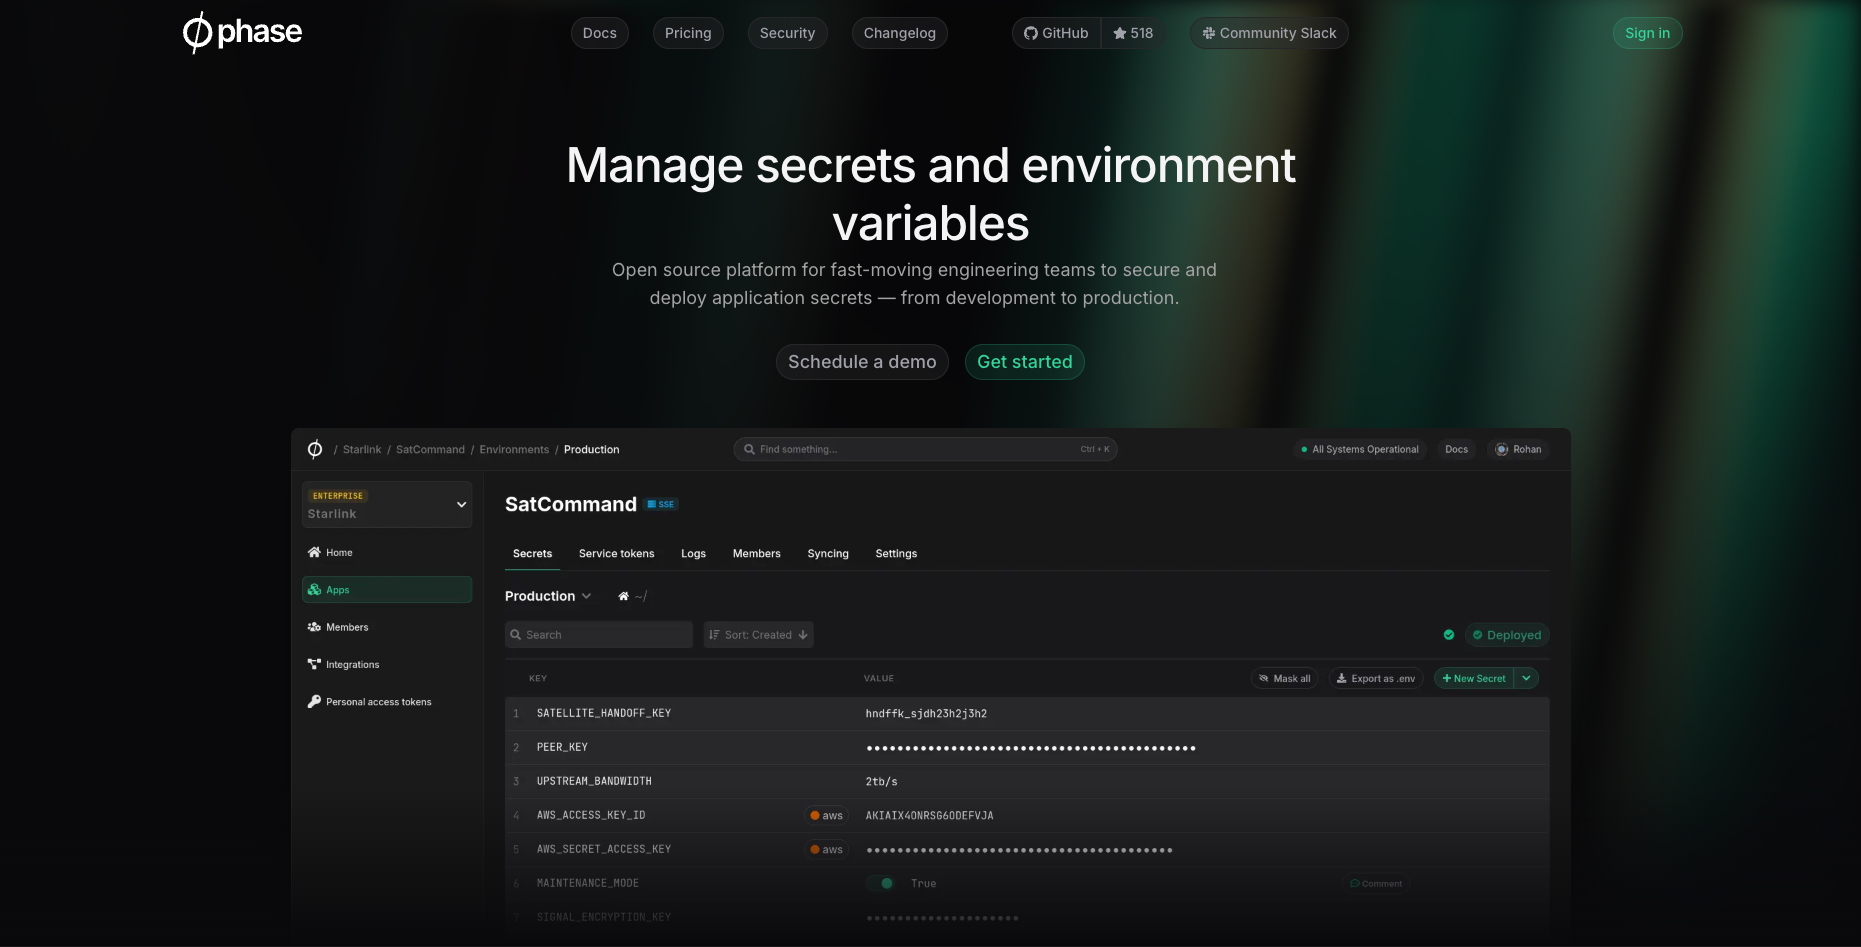 phase
Docs
Pricing
Security
Changelog
GitHub
518
Community Slack
Sign in
Manage secrets and environment
variables
Open source platform for fast-moving engineering teams to secure and
deploy application secrets — from development to production.
Schedule a demo
Get started
/ Starlink / SatCommand / Environments / Production
Find something...
Ctrl + K
All Systems Operational
Docs
Rohan
ENTERPRISE
Starlink
Home
Apps
Members
Integrations
Personal access tokens
SatCommand
SSE
Secrets
Service tokens
Logs
Members
Syncing
Settings
Production
~/
Search
Sort: Created
Deployed
KEY
VALUE
Mask all
Export as .env
New Secret
1 SATELLITE_HANDOFF_KEY hndffk_sjdh23h2j3h2
2 PEER_KEY
3 UPSTREAM_BANDWIDTH 2tb/s
4 AWS_ACCESS_KEY_ID aws AKIAIX4ONRSG6ODEFVJA
5 AWS_SECRET_ACCESS_KEY aws
6 MAINTENANCE_MODE True Comment
7 SIGNAL_ENCRYPTION_KEY